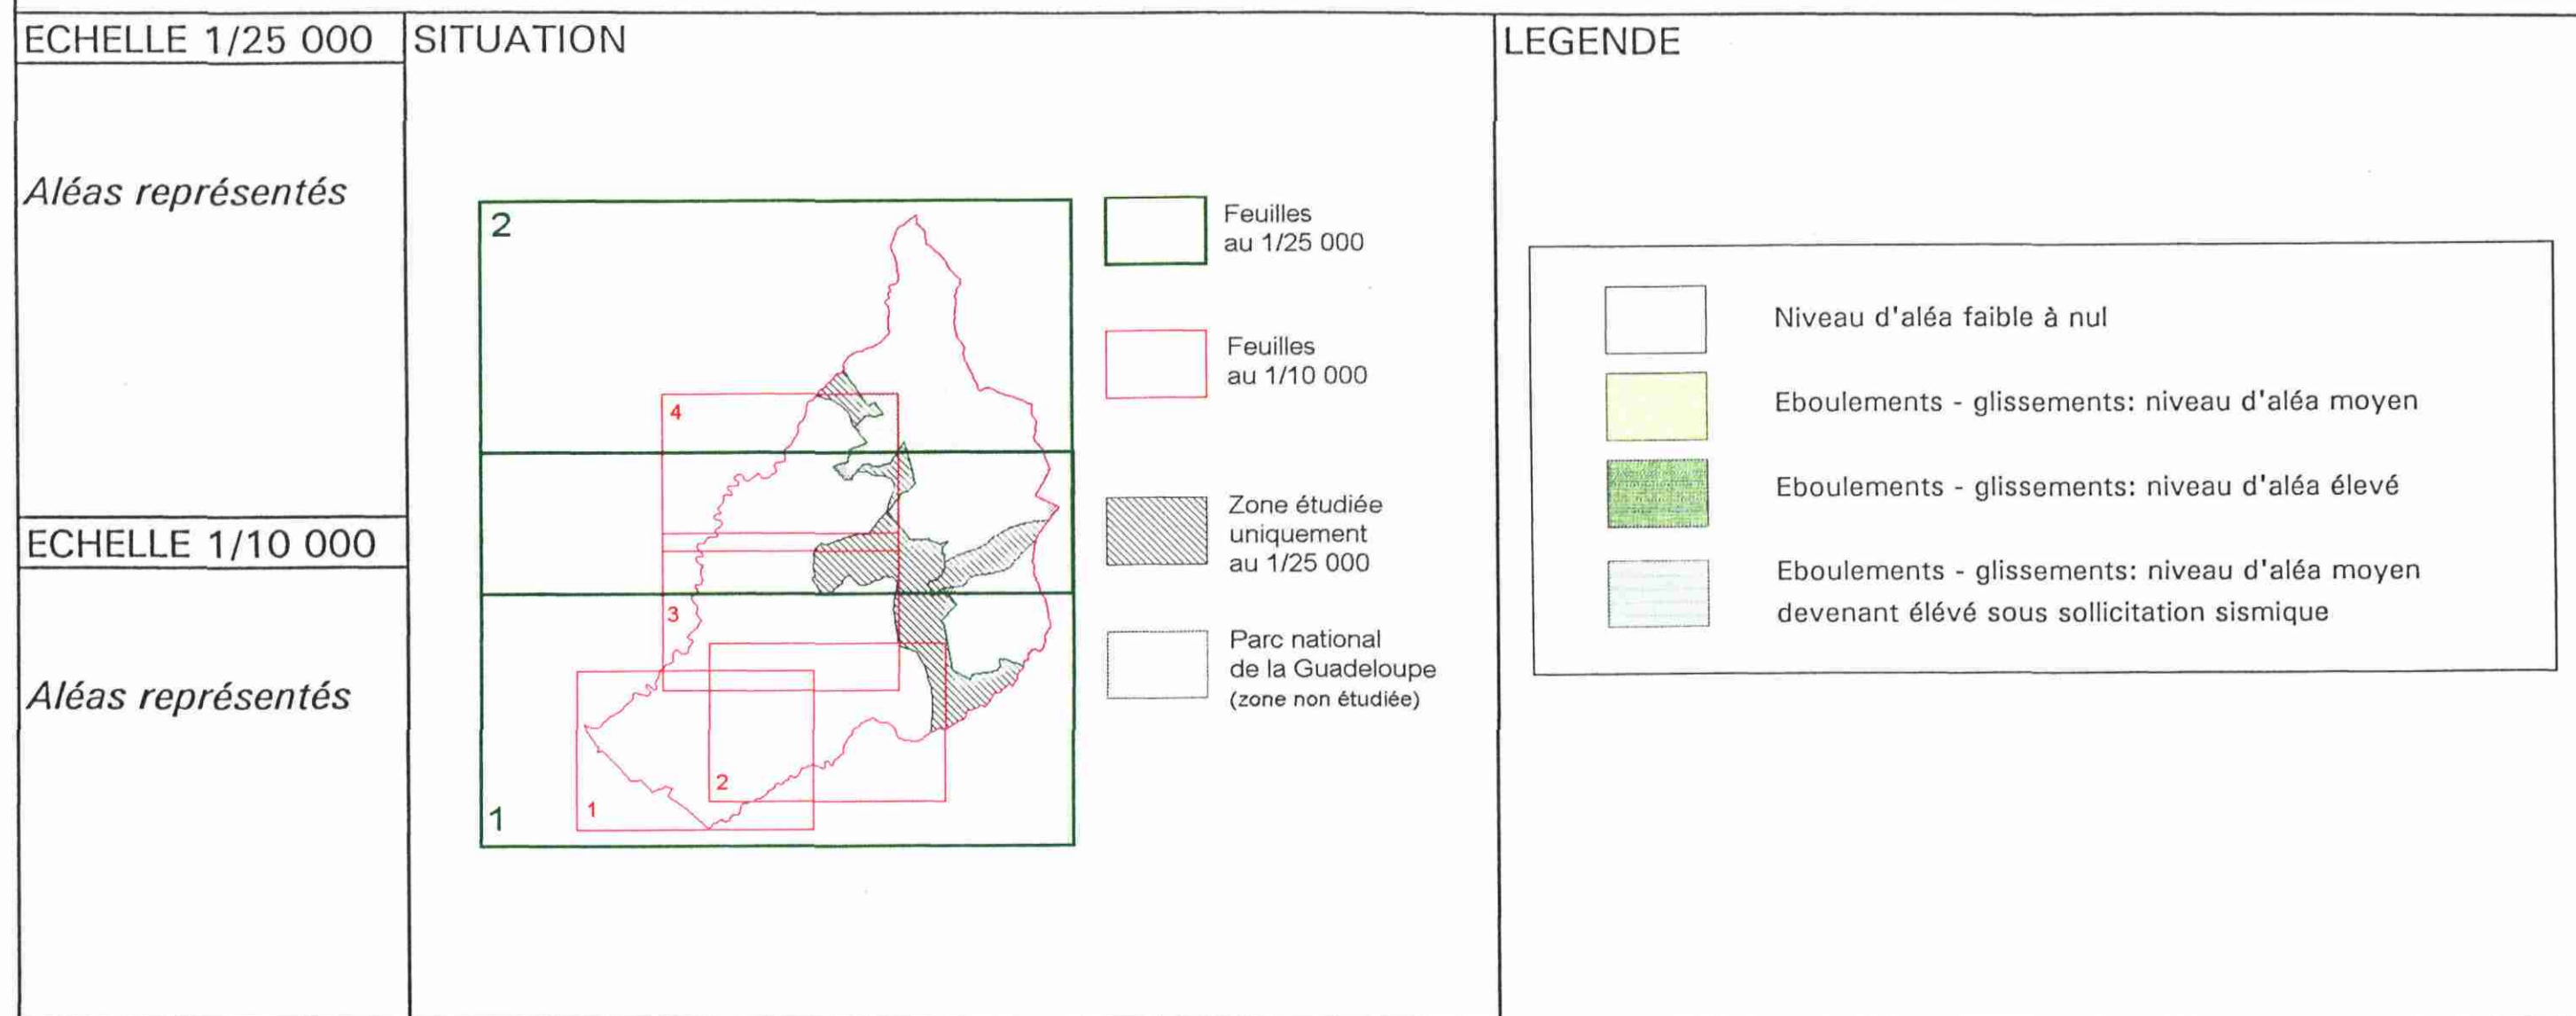 ECHELLE 1/25 000
Aléas représentés
ECHELLE 1/10 000
Aléas représentés
SITUATION
2
4
3
2
1
1
Feuilles
au 1/25 000
Feuilles
au 1/10 000
Zone étudiée
uniquement
au 1/25 000
Parc national
de la Guadeloupe
(zone non étudiée)
LEGENDE
Niveau d'aléa faible à nul
Eboulements - glissements: niveau d'aléa moyen
Eboulements - glissements: niveau d'aléa élevé
Eboulements - glissements: niveau d'aléa moyen
devenant élévé sous sollicitation sismique